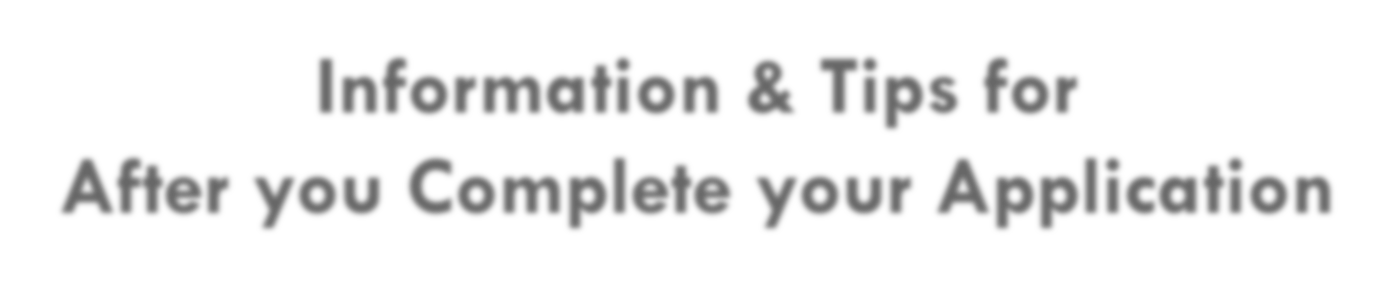 Information & Tips for
After you Complete your Application